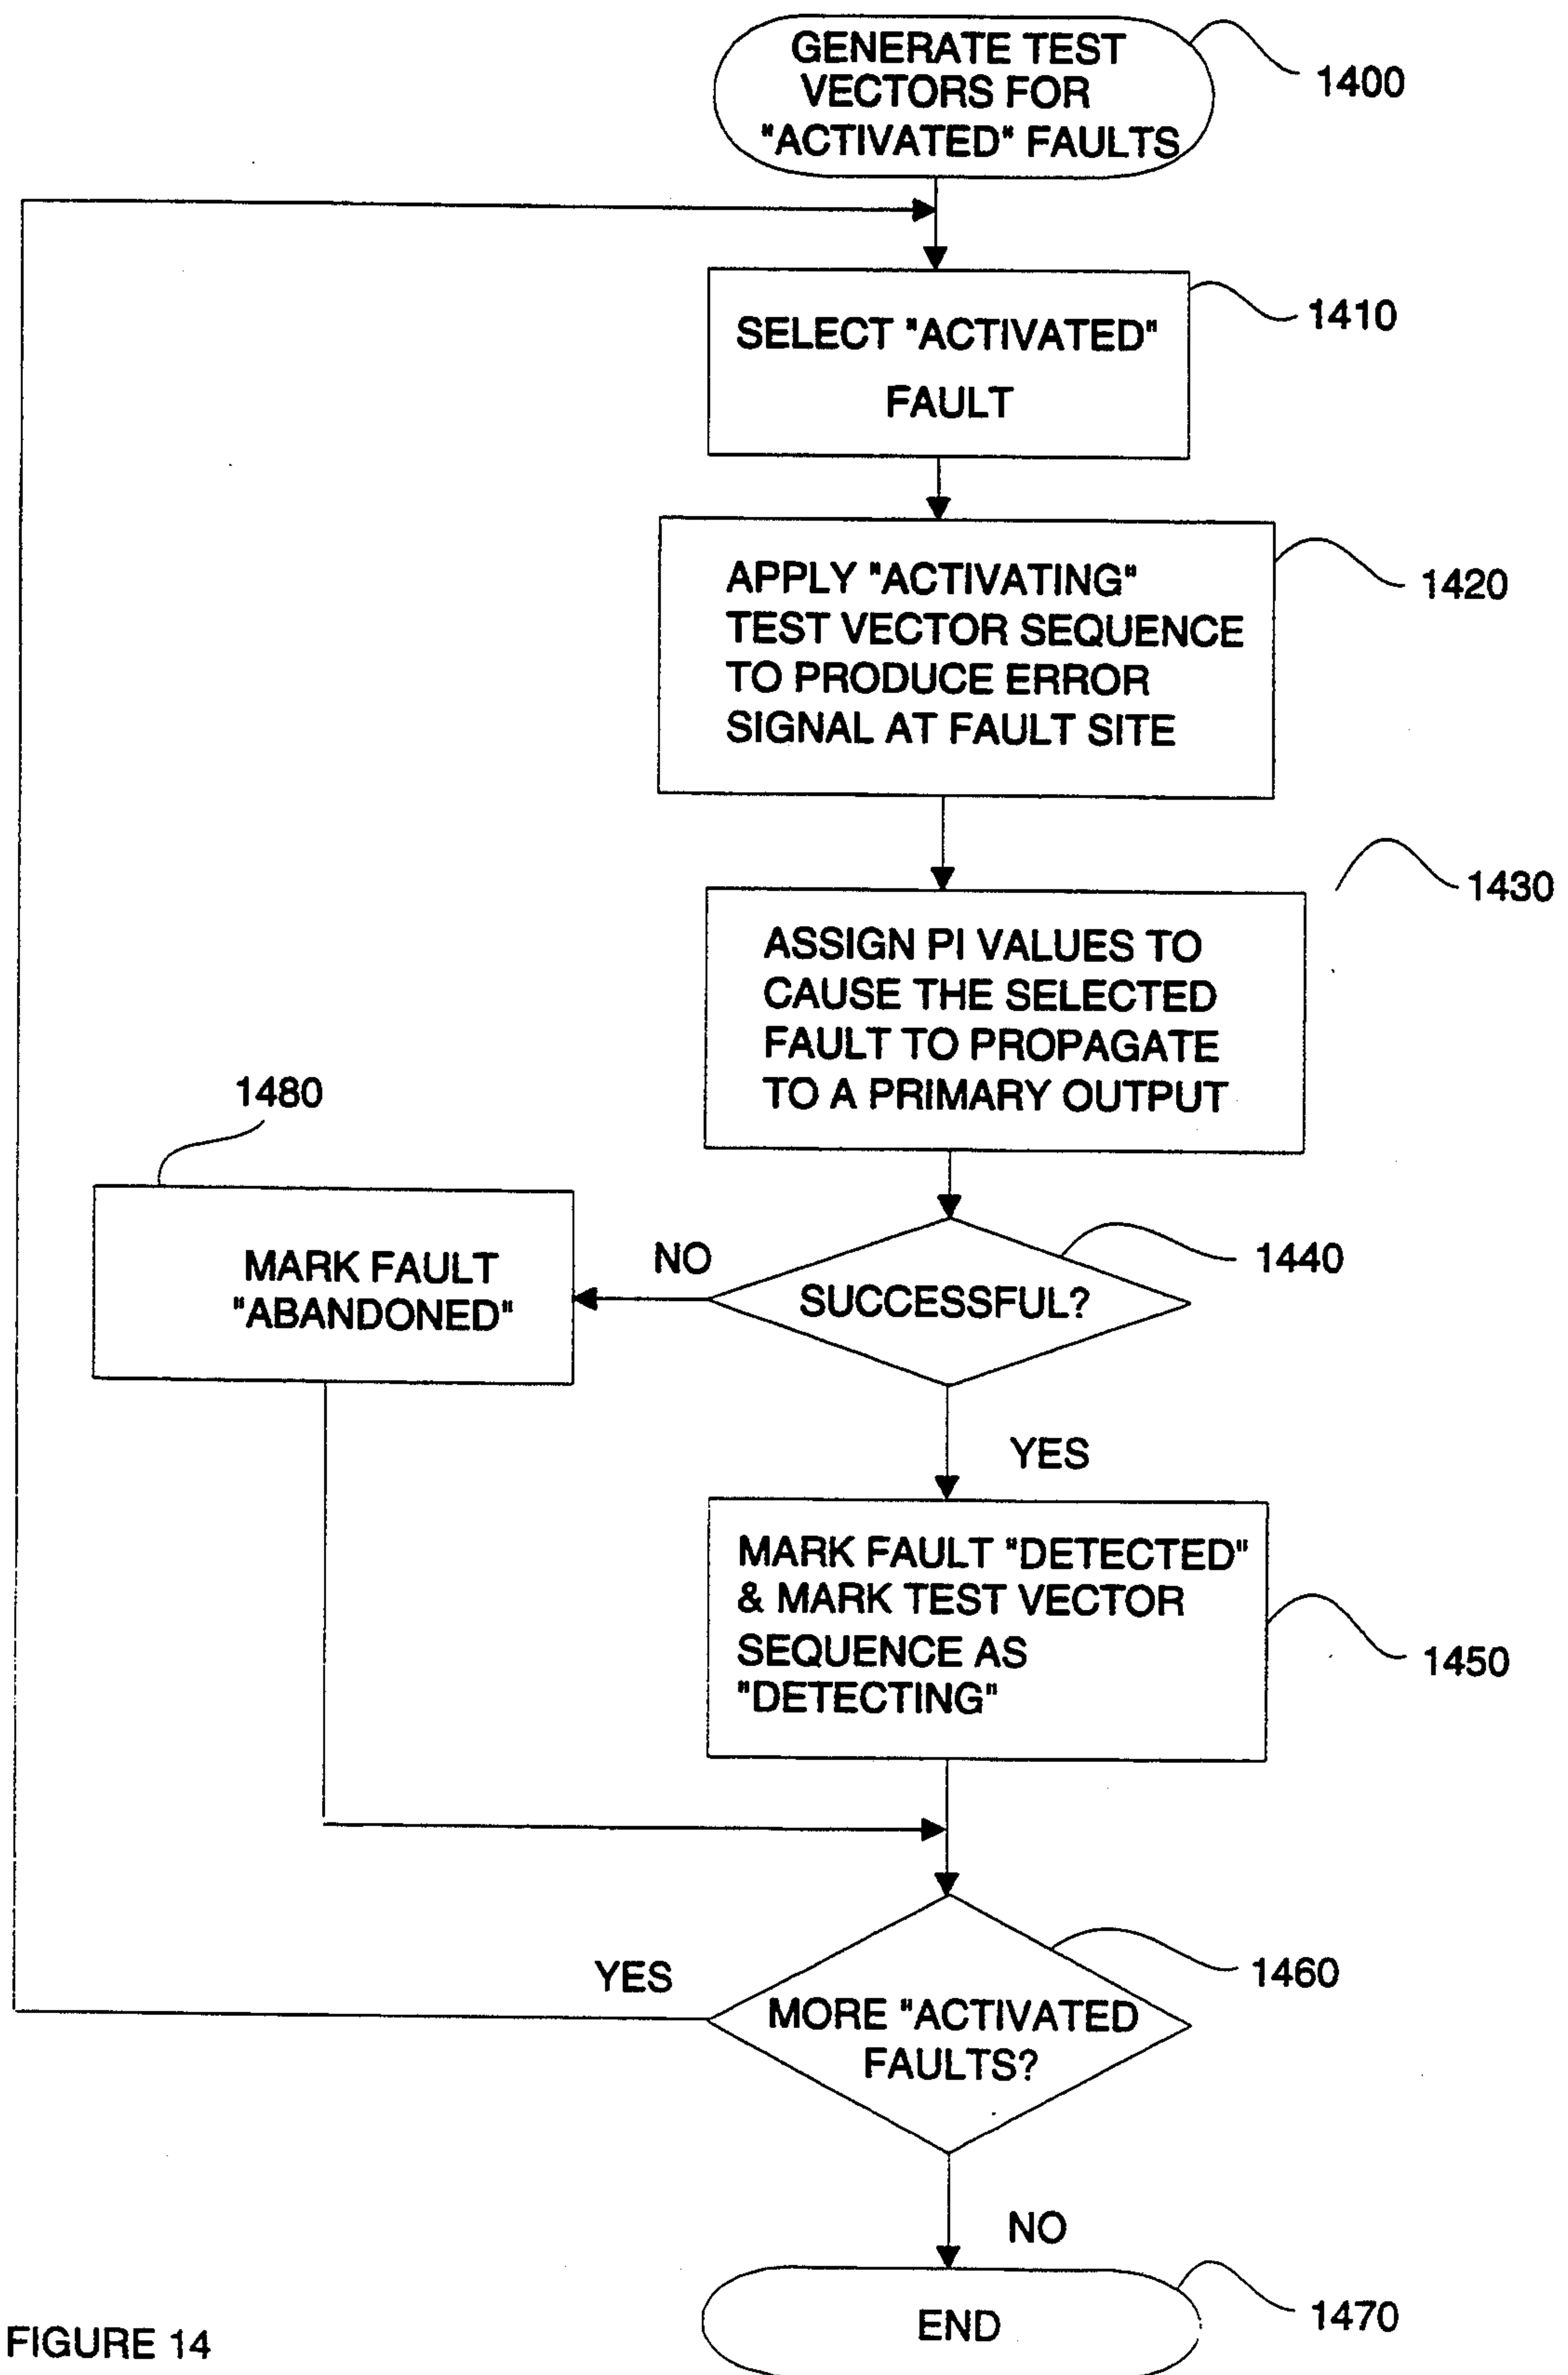 GENERATE TEST
VECTORS FOR
"ACTIVATED" FAULTS
1400
SELECT "ACTIVATED"
FAULT
1410
APPLY "ACTIVATING"
TEST VECTOR SEQUENCE
TO PRODUCE ERROR
SIGNAL AT FAULT SITE
1420
ASSIGN PI VALUES TO
CAUSE THE SELECTED
FAULT TO PROPAGATE
TO A PRIMARY OUTPUT
1430
1480
MARK FAULT
"ABANDONED"
NO
SUCCESSFUL?
1440
YES
MARK FAULT "DETECTED"
& MARK TEST VECTOR
SEQUENCE AS
"DETECTING"
1450
YES
MORE "ACTIVATED
FAULTS?
1460
NO
END
1470
FIGURE 14